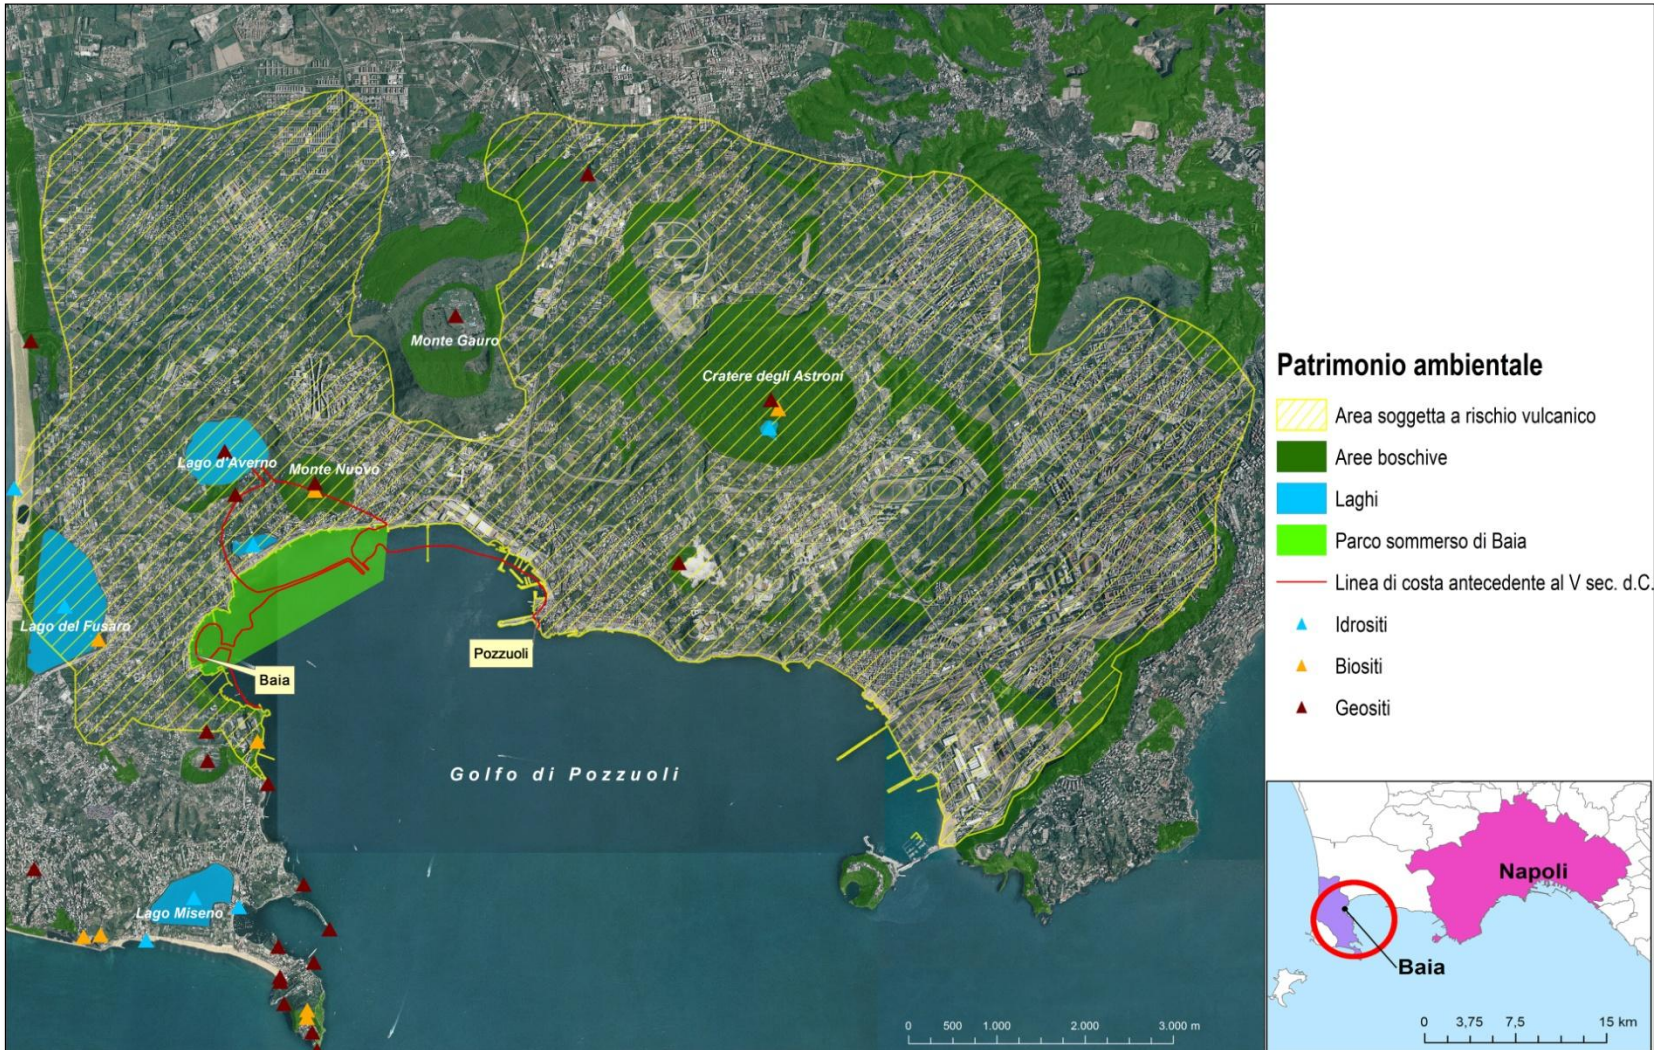 Monte Gauro
Cratere degli Astroni
Lago d'Averno
Monte Nuovo
Lago del Fusaro
Baia
Pozzuoli
Golfo di Pozzuoli
Lago Miseno
0 500 1.000 2.000 3.000 m
Patrimonio ambientale
Area soggetta a rischio vulcanico
Aree boschive
Laghi
Parco sommerso di Baia
Linea di costa antecedente al V sec. d.C.
Idrositi
Biositi
Geositi
Napoli
Baia
0 3,75 7,5 15 km